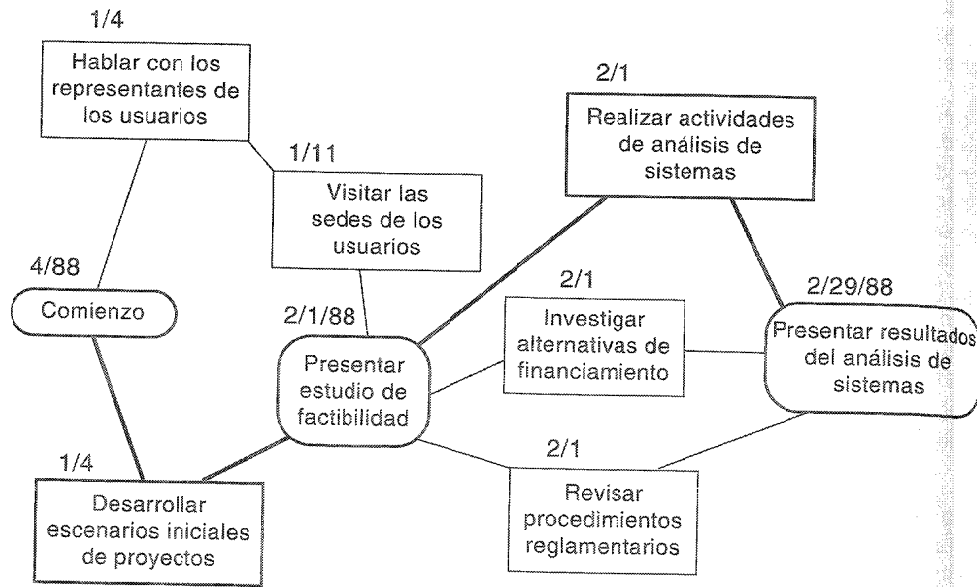 1/4
Hablar con los
representantes de
los usuarios
1/11
Visitar las
sedes de los
usuarios
4/88
Comienzo
2/1/88
Presentar
estudio de
factibilidad
1/4
Desarrollar
escenarios iniciales
de proyectos
2/1
Realizar actividades
de análisis de
sistemas
2/1
Investigar
alternativas de
financiamiento
2/1
Revisar
procedimientos
reglamentarios
2/29/88
Presentar resultados
del análisis de
sistemas